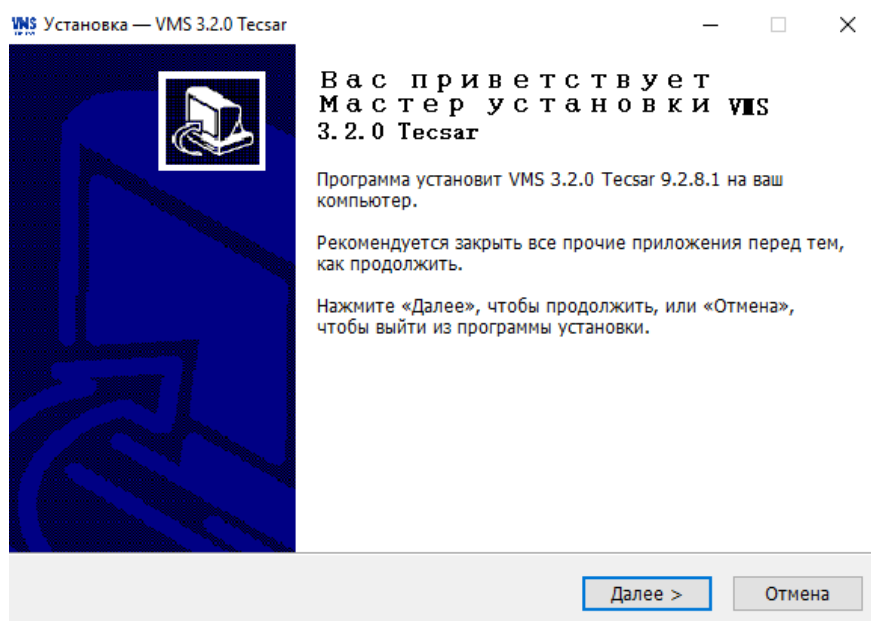 VMS Установка — VMS 3.2.0 Tecsar
Вас приветствует
Мастер установки VMS
3.2.0 Tecsar
Программа установит VMS 3.2.0 Tecsar 9.2.8.1 на ваш
компьютер.
Рекомендуется закрыть все прочие приложения перед тем,
как продолжить.
Нажмите «Далее», чтобы продолжить, или «Отмена»,
чтобы выйти из программы установки.
Далее >
Отмена